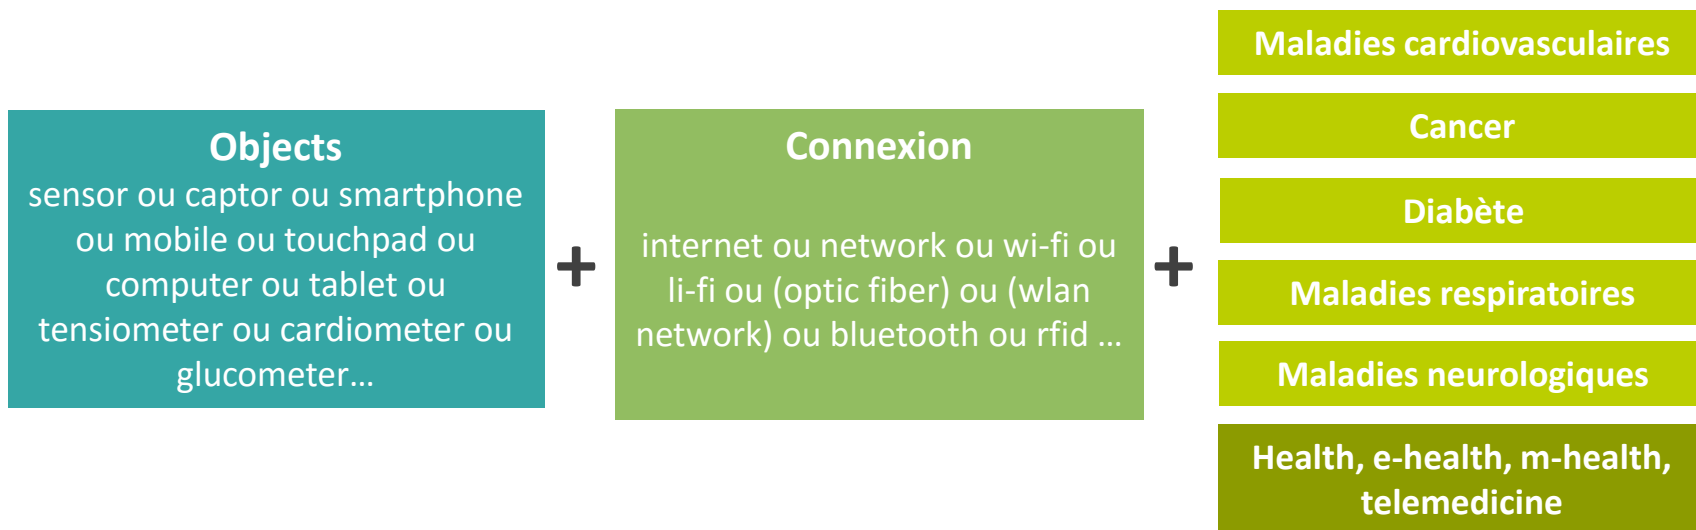 Objects
sensor ou captor ou smartphone
ou mobile ou touchpad ou
computer ou tablet ou
tensiometer ou cardiometer ou
glucometer…
+
Connexion
internet ou network ou wi-fi ou
li-fi ou (optic fiber) ou (wlan
network) ou bluetooth ou rfid …
+
Maladies cardiovasculaires
Cancer
Diabète
Maladies respiratoires
Maladies neurologiques
Health, e-health, m-health,
telemedicine